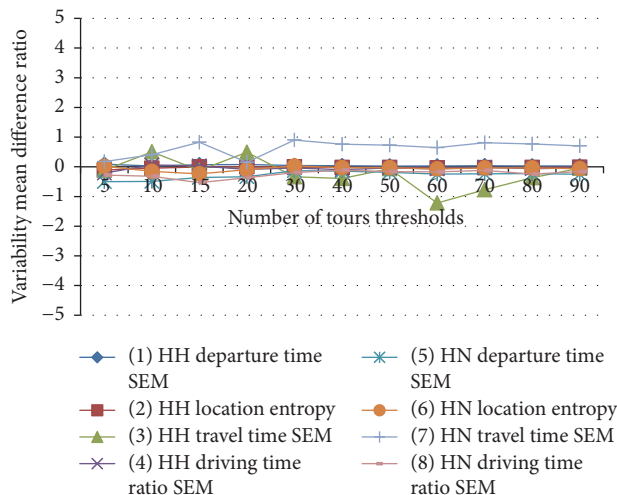 Variability mean difference ratio
5
4
3
2
1
0
−1
−2
−3
−4
−5
5 10 15 20 30 40 50 60 70 80 90
Number of tours thresholds
(1) HH departure time
SEM
(2) HH location entropy
(3) HH travel time SEM
(4) HH driving time
ratio SEM
(5) HN departure time
SEM
(6) HN location entropy
(7) HN travel time SEM
(8) HN driving time
ratio SEM